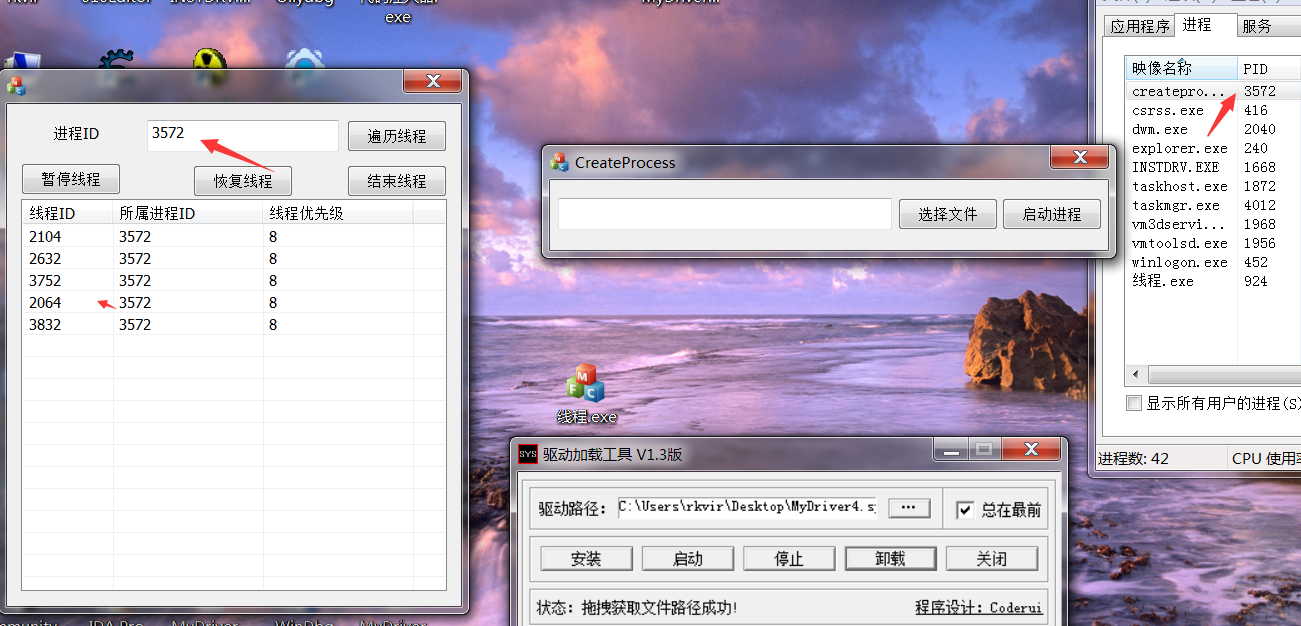 exe
进程ID
3572
遍历线程
暂停线程
恢复线程
结束线程
线程ID 所属进程ID 线程优先级
2104 3572 8
2632 3572 8
3752 3572 8
2064 3572 8
3832 3572 8
CreateProcess
选择文件
启动进程
线程.exe
驱动加载工具 V1.3版
驱动路径:
C:\Users\rkvir\Desktop\MyDriver4.s
...
总在最前
安装
启动
停止
卸载
关闭
状态: 拖拽获取文件路径成功!
程序设计: Coderui
应用程序
进程
服务
映像名称 PID
createpro... 3572
csrss.exe 416
dwm.exe 2040
explorer.exe 240
INSTDRV.EXE 1668
taskhost.exe 1872
taskmgr.exe 4012
vm3dservi... 1968
vmtoolsd.exe 1956
winlogon.exe 452
线程.exe 924
显示所有用户的进程(S)
进程数: 42
CPU 使用率
IDA Pro
MyDriver
WinDbg
MyDriver